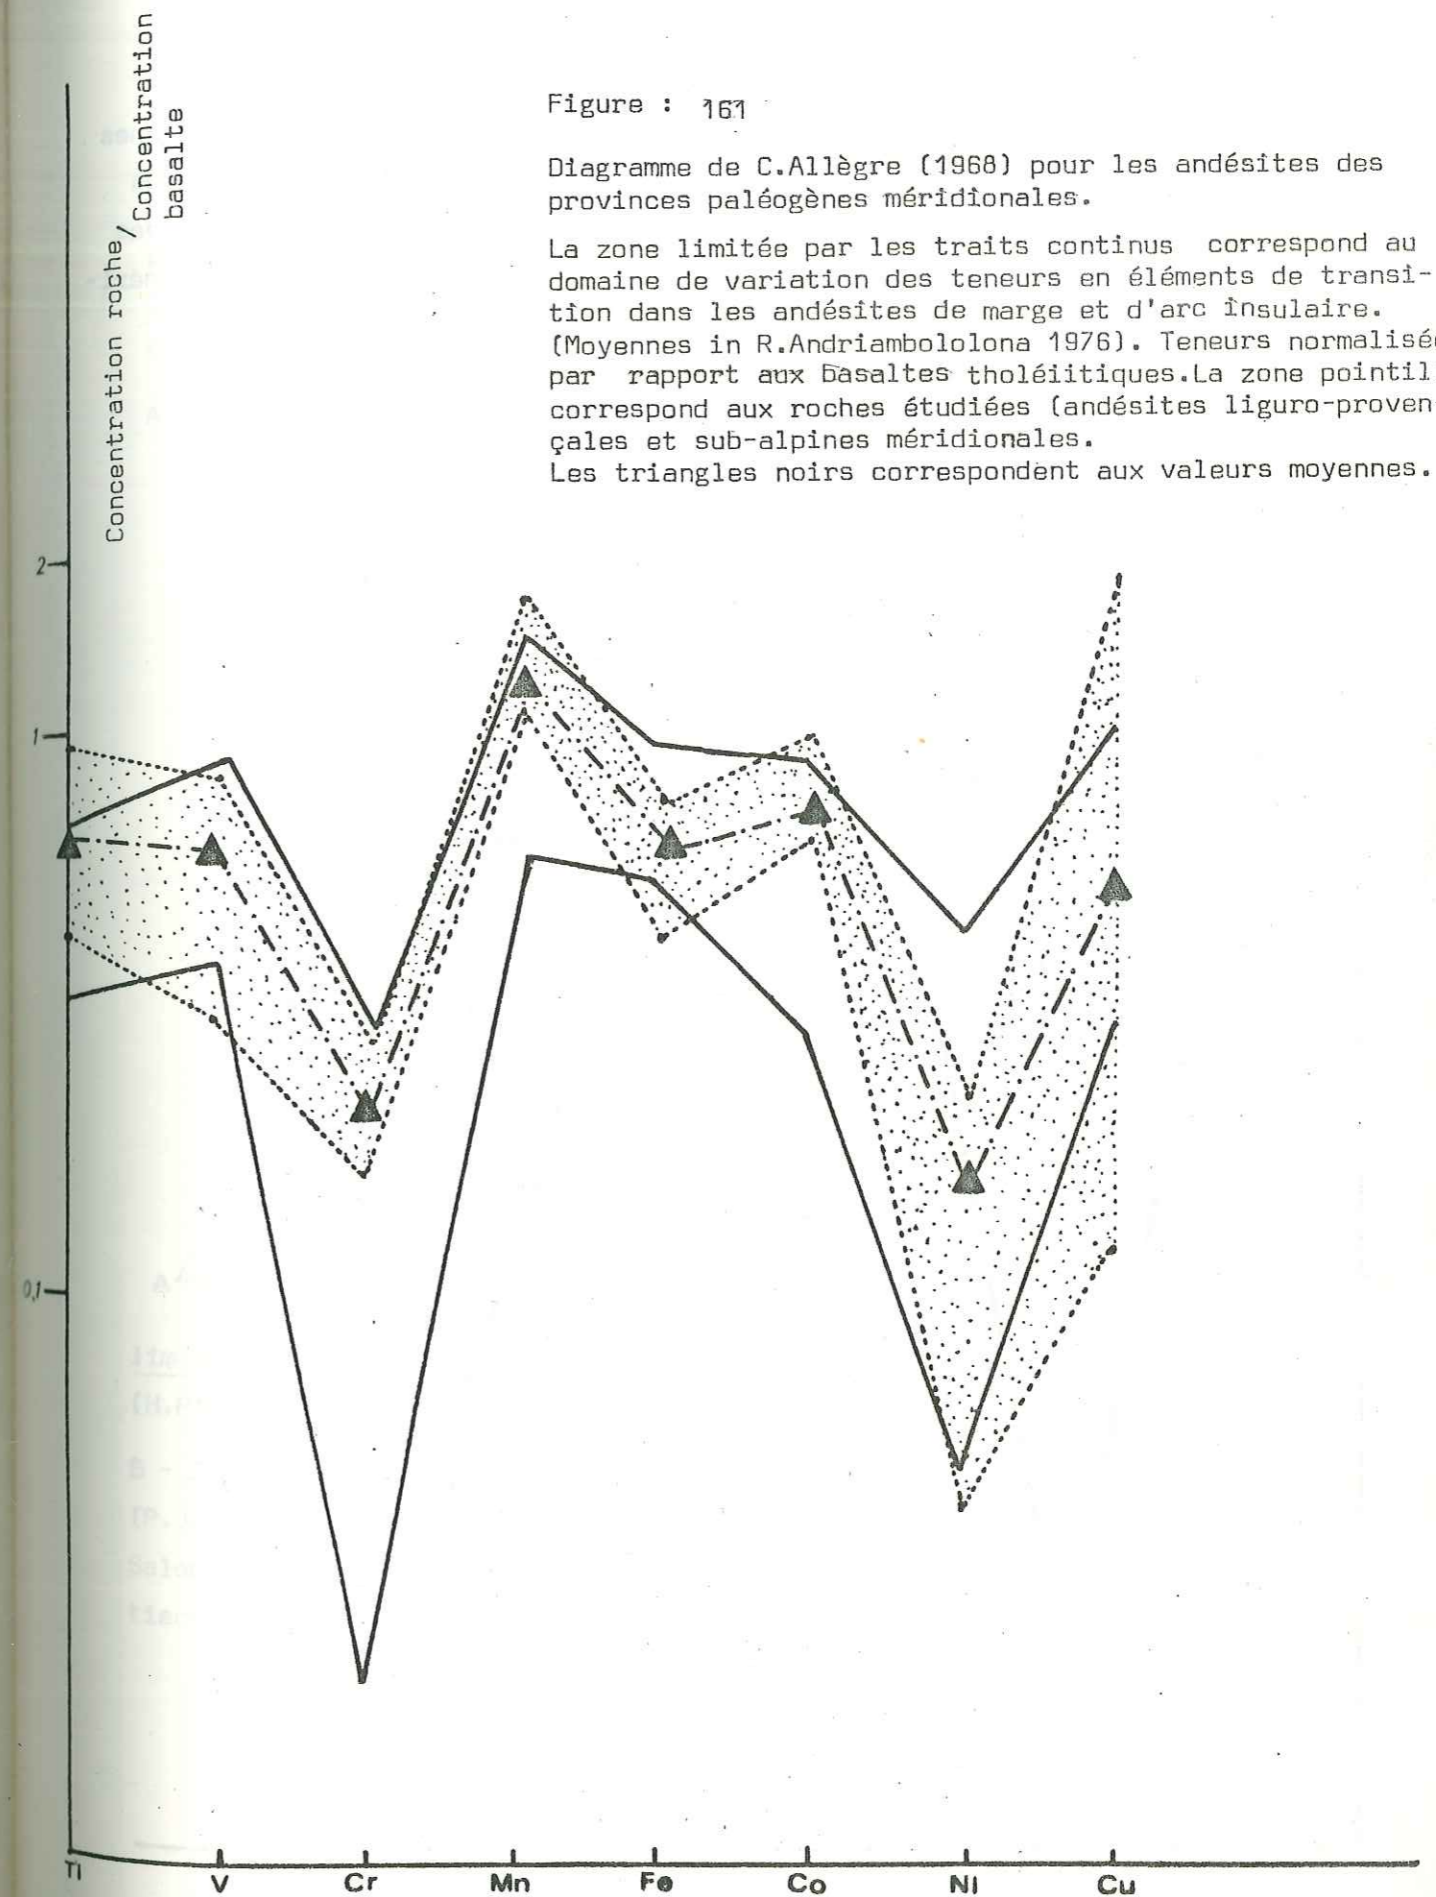 Concentration roche/Concentration
basalte
Figure : 161
Diagramme de C.Allègre (1968) pour les andésites des
provinces paléogènes méridionales.
La zone limitée par les traits continus correspond au
domaine de variation des teneurs en éléments de transi-
tion dans les andésites de marge et d'arc insulaire.
(Moyennes in R.Andriambololona 1976). Teneurs normalisé
par rapport aux basaltes tholéiitiques.La zone pointil
correspond aux roches étudiées (andésites liguro-proven
çales et sub-alpines méridionales.
Les triangles noirs correspondent aux valeurs moyennes.
2
1
0,1
Ti V Cr Mn Fe Co Ni Cu